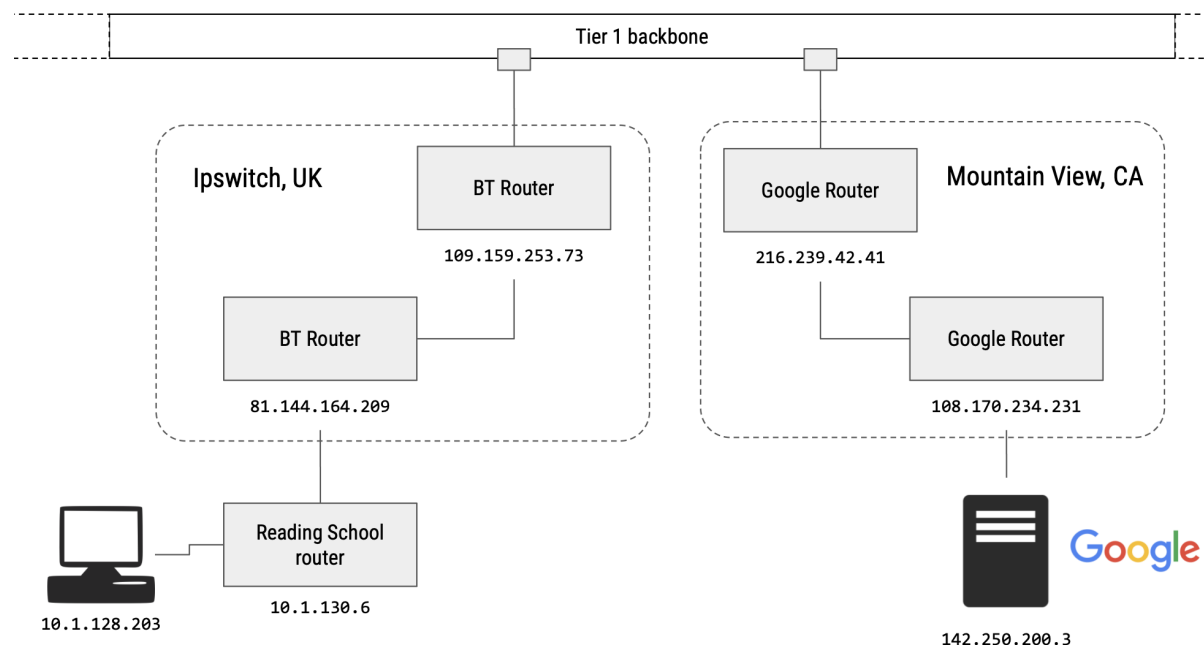 Tier 1 backbone
Ipswitch, UK
BT Router
109.159.253.73
BT Router
81.144.164.209
Reading School
router
10.1.130.6
10.1.128.203
Google Router
Mountain View, CA
216.239.42.41
Google Router
108.170.234.231
Google
142.250.200.3